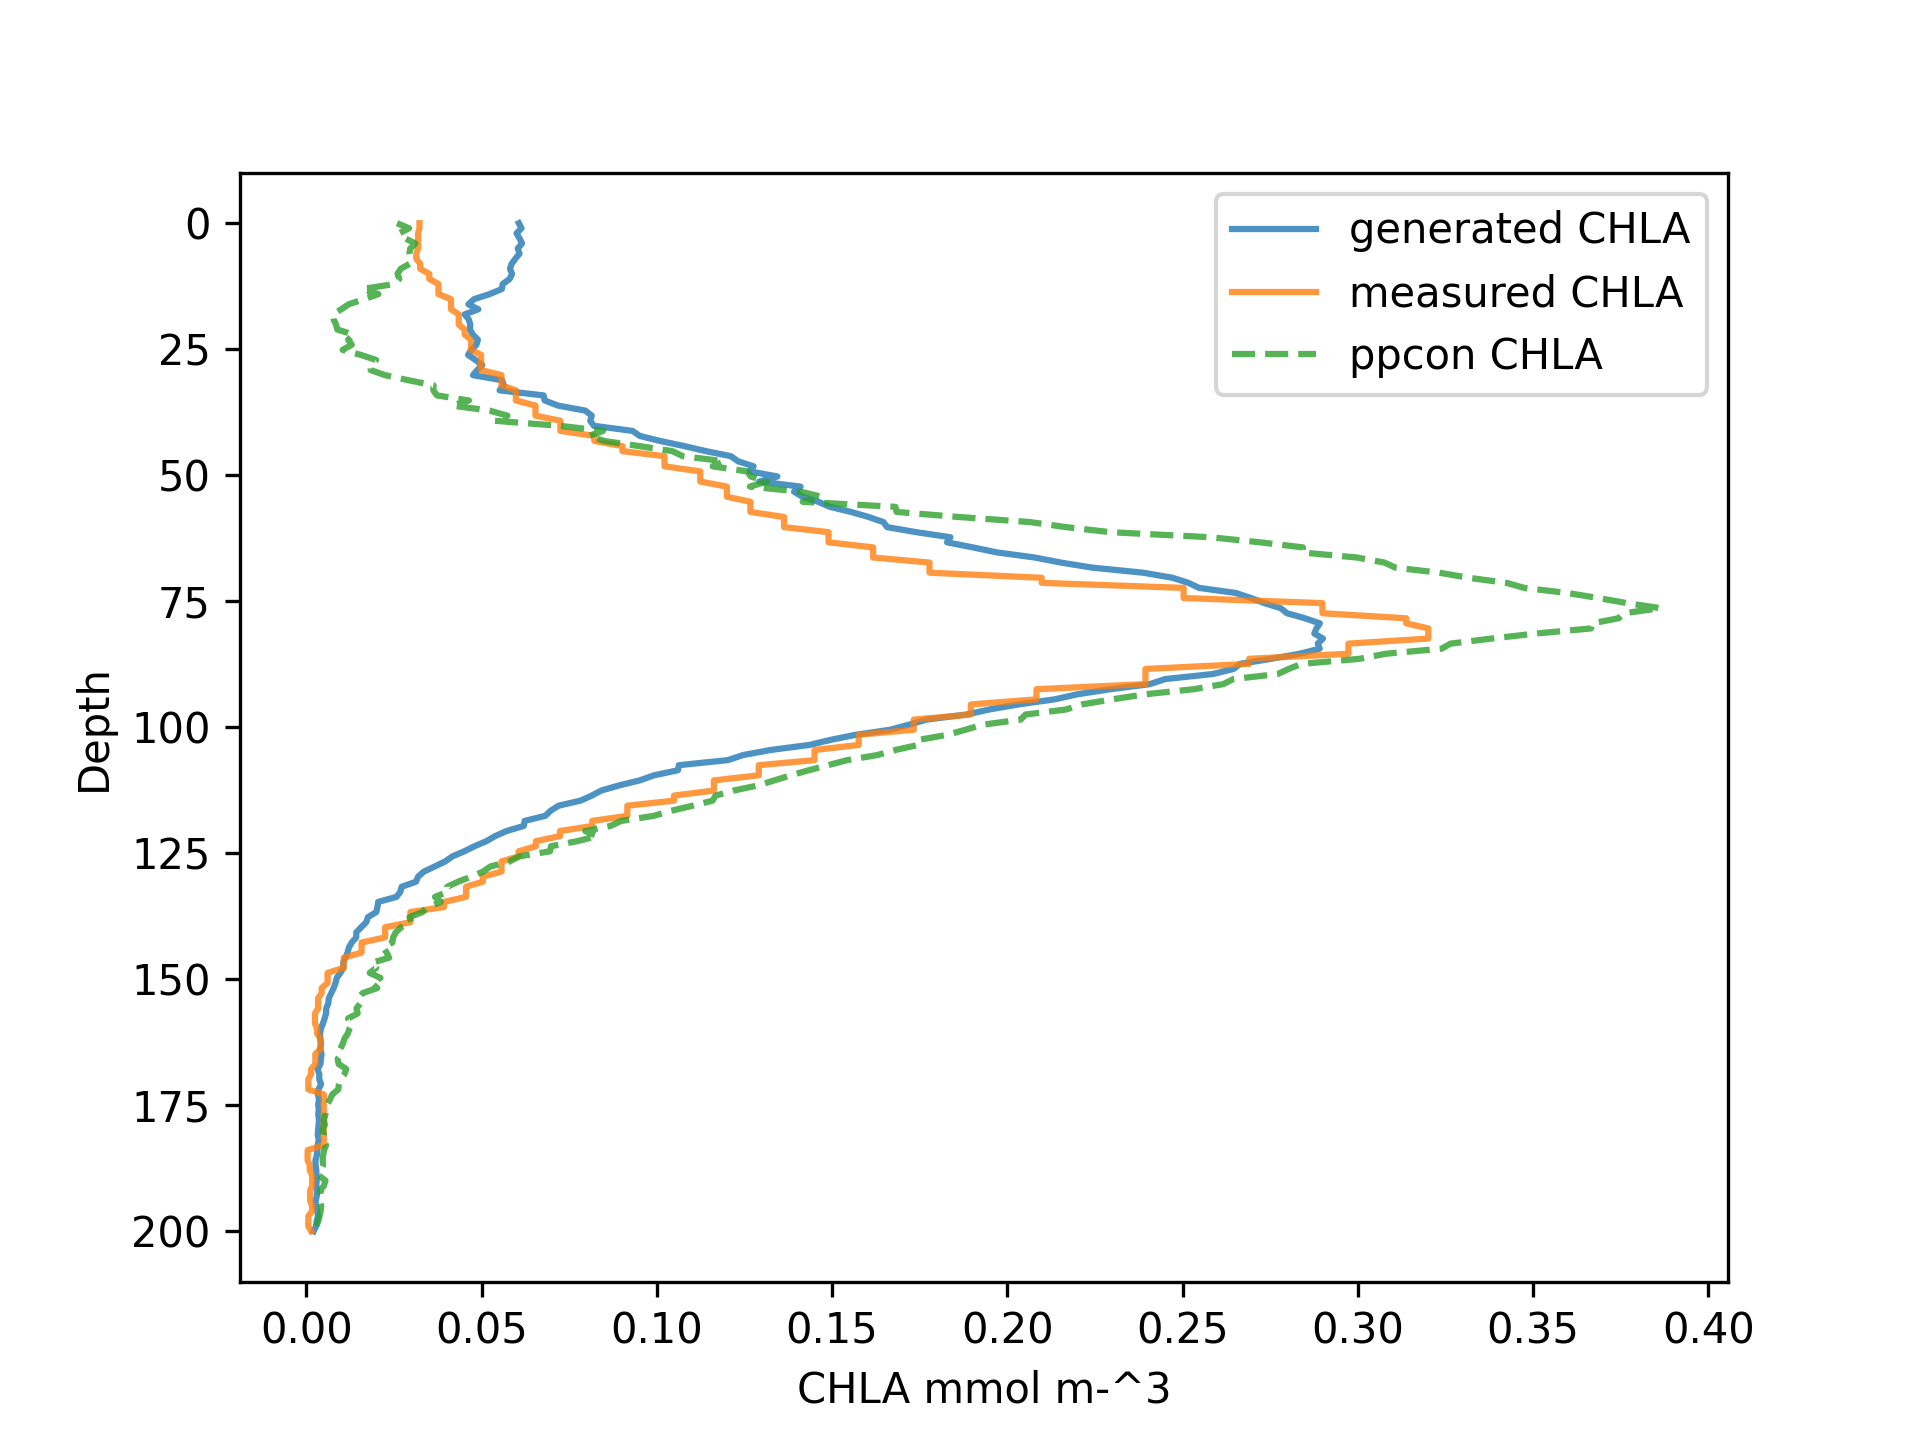 generated CHLA
measured CHLA
ppcon CHLA
0
25
50
75
100
125
150
175
200
Depth
0.00 0.05 0.10 0.15 0.20 0.25 0.30 0.35 0.40
CHLA mmol m-^3